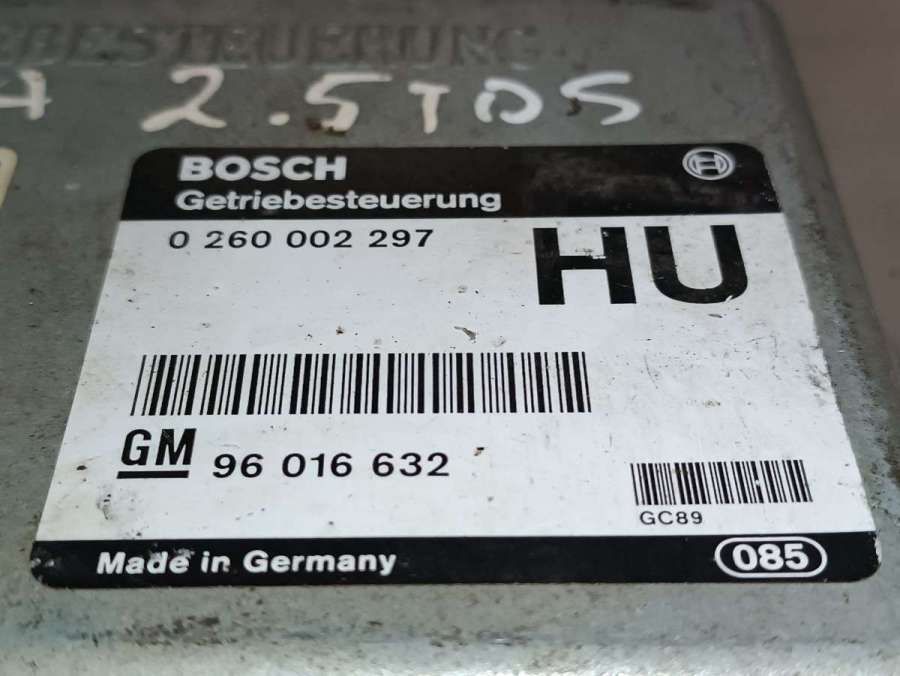 2.5TDS
BOSCH
Getriebesteuerung
0 260 002 297
HU
GM
96 016 632
GC89
Made in Germany
085